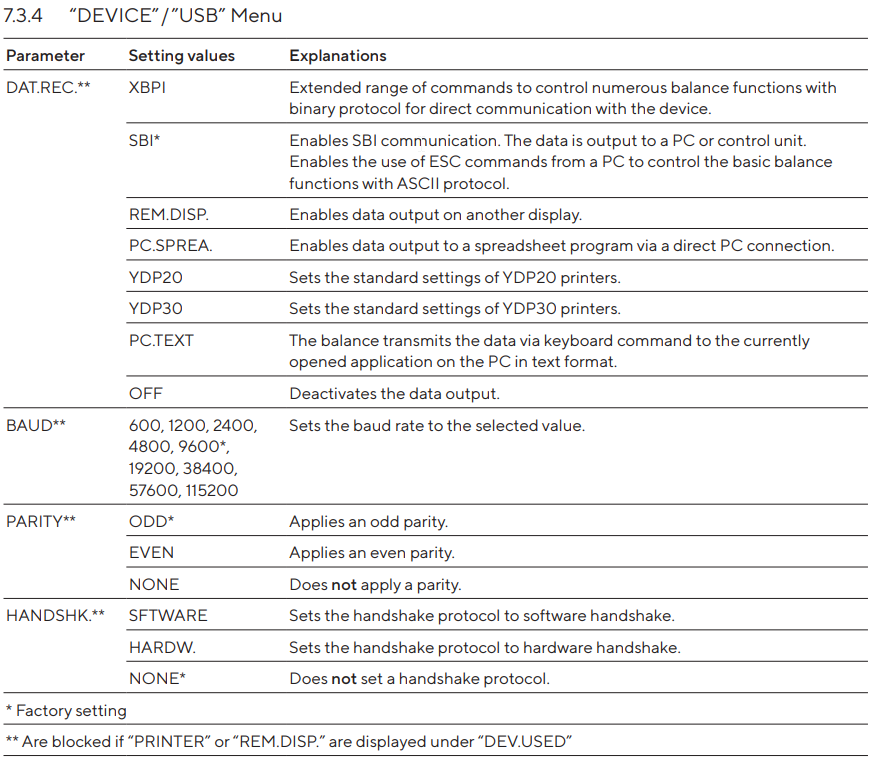 7.3.4 “DEVICE”/”USB” Menu
Parameter Setting values Explanations
DAT.REC.** XBPI Extended range of commands to control numerous balance functions with
binary protocol for direct communication with the device.
SBI* Enables SBI communication. The data is output to a PC or control unit.
Enables the use of ESC commands from a PC to control the basic balance
functions with ASCII protocol.
REM.DISP. Enables data output on another display.
PC.SPREA. Enables data output to a spreadsheet program via a direct PC connection.
YDP20 Sets the standard settings of YDP20 printers.
YDP30 Sets the standard settings of YDP30 printers.
PC.TEXT The balance transmits the data via keyboard command to the currently
opened application on the PC in text format.
OFF Deactivates the data output.
BAUD** 600, 1200, 2400, Sets the baud rate to the selected value.
4800, 9600*,
19200, 38400,
57600, 115200
PARITY** ODD* Applies an odd parity.
EVEN Applies an even parity.
NONE Does not apply a parity.
HANDSHK.** SFTWARE Sets the handshake protocol to software handshake.
HARDW. Sets the handshake protocol to hardware handshake.
NONE* Does not set a handshake protocol.
* Factory setting
** Are blocked if “PRINTER” or “REM.DISP.” are displayed under “DEV.USED”